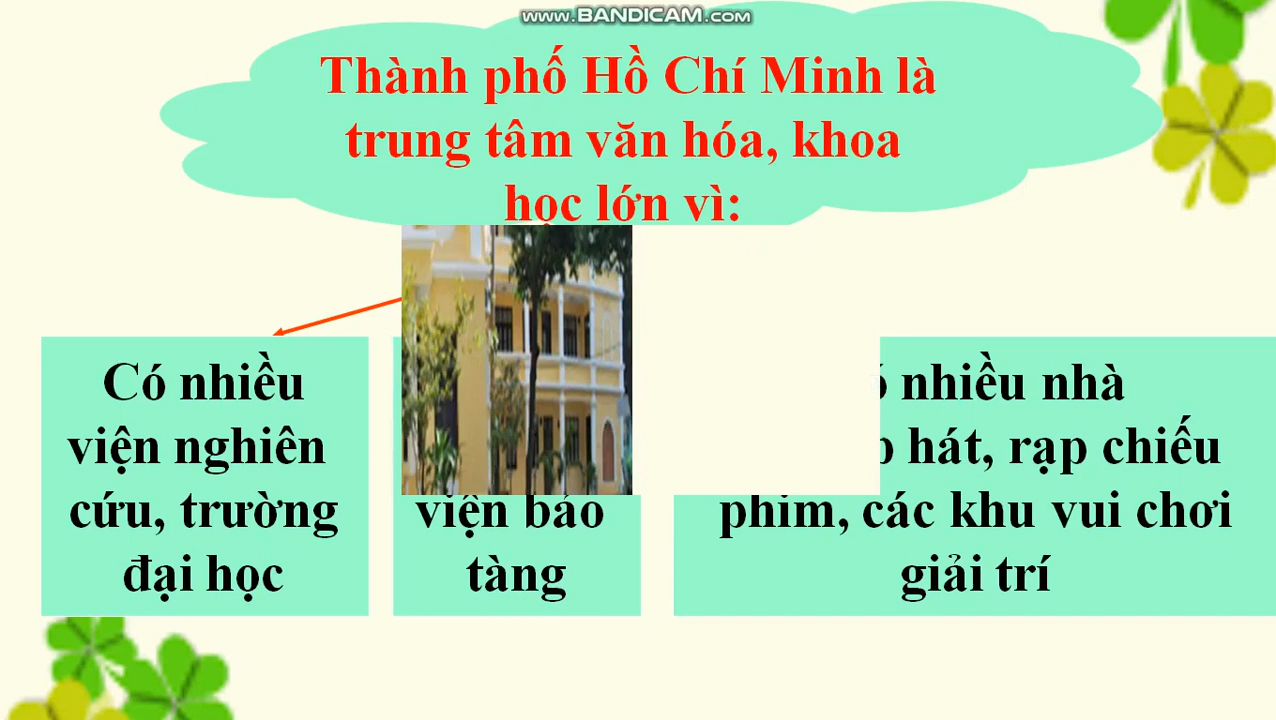 www.BANDICAM.com
Thành phố Hồ Chí Minh là
trung tâm văn hóa, khoa
học lớn vì:
Có nhiều
viện nghiên
cứu, trường
đại học
viện bảo
tàng
nhiều nhà
hát, rạp chiếu
phim, các khu vui chơi
giải trí